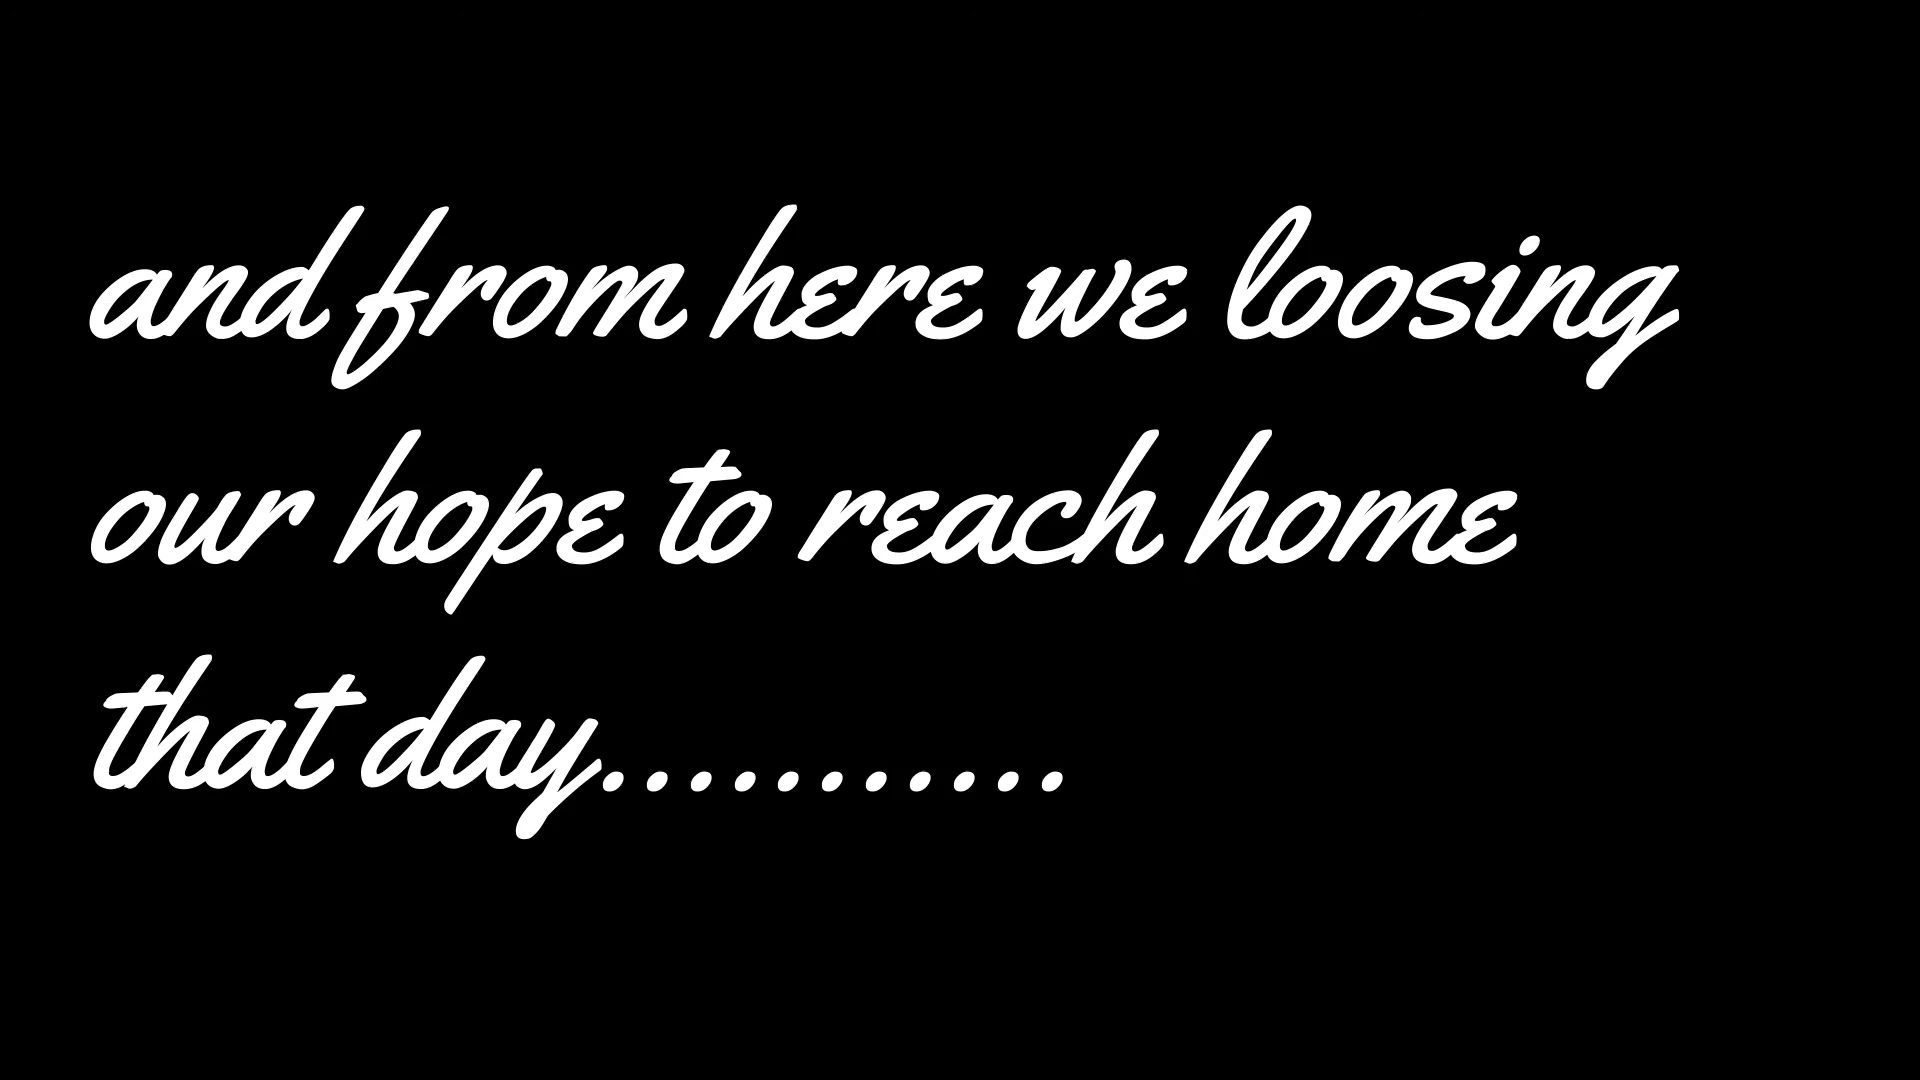 and from here we loosing
our hope to reach home
that day...........